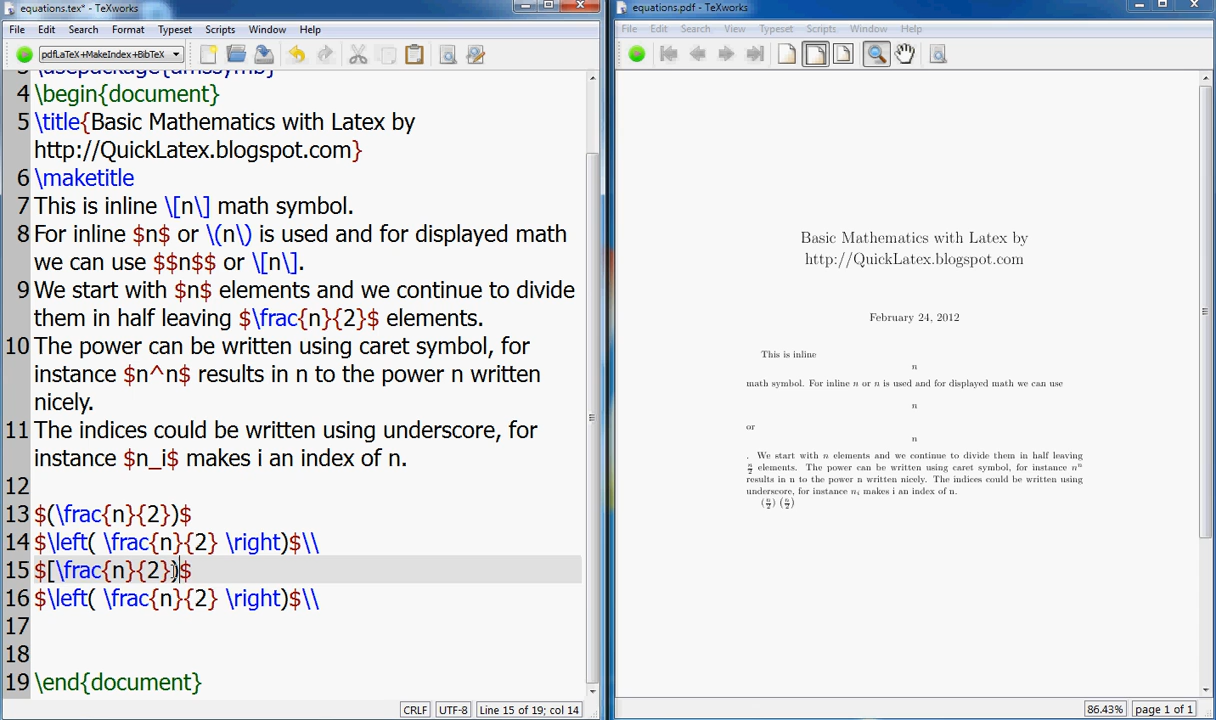 equations.tex* - TeXworks
File Edit Search Format Typeset Scripts Window Help
pdfLaTeX+MakeIndex+BibTeX
3 \usepackage{amssymb}
4 \begin{document}
5 \title{Basic Mathematics with Latex by
http://QuickLatex.blogspot.com}
6 \maketitle
7 This is inline \[n\] math symbol.
8 For inline $n$ or \(n\) is used and for displayed math
we can use $$n$$ or \[n\].
9 We start with $n$ elements and we continue to divide
them in half leaving $\frac{n}{2}$ elements.
10 The power can be written using caret symbol, for
instance $n^n$ results in n to the power n written
nicely.
11 The indices could be written using underscore, for
instance $n_i$ makes i an index of n.
12
13 $(\frac{n}{2})$
14 $\left( \frac{n}{2} \right)$\\
15 $[\frac{n}{2})$
16 $\left( \frac{n}{2} \right)$\\
17
18
19 \end{document}
CRLF UTF-8 Line 15 of 19; col 14
equations.pdf - TeXworks
File Edit Search View Typeset Scripts Window Help
Basic Mathematics with Latex by
http://QuickLatex.blogspot.com
February 24, 2012
This is inline
n
math symbol. For inline n or n is used and for displayed math we can use
n
or
n
. We start with n elements and we continue to divide them in half leaving
n/2 elements. The power can be written using caret symbol, for instance nⁿ
results in n to the power n written nicely. The indices could be written using
underscore, for instance nᵢ makes i an index of n.
(n/2) (n/2)
86.43% page 1 of 1